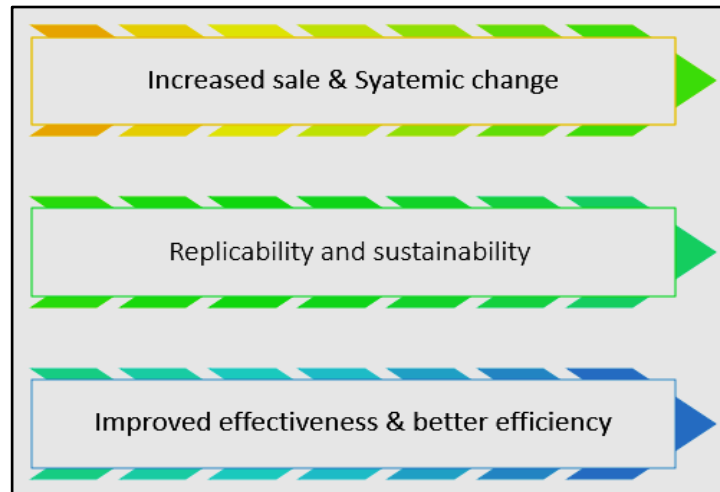 Increased sale & Syatemic change
Replicability and sustainability
Improved effectiveness & better efficiency